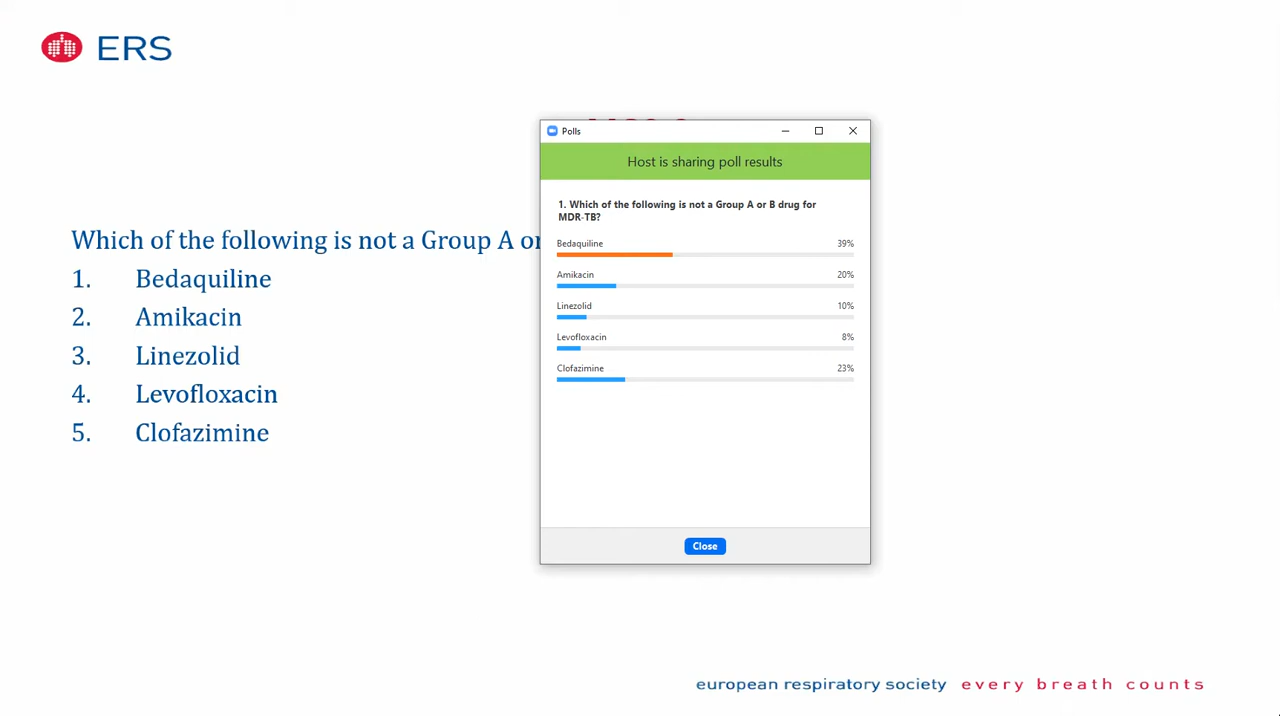 ERS
Which of the following is not a Group A or
1. Bedaquiline
2. Amikacin
3. Linezolid
4. Levofloxacin
5. Clofazimine
Polls
Host is sharing poll results
1. Which of the following is not a Group A or B drug for
MDR-TB?
Bedaquiline 39%
Amikacin 20%
Linezolid 10%
Levofloxacin 8%
Clofazimine 23%
Close
european respiratory society every breath counts